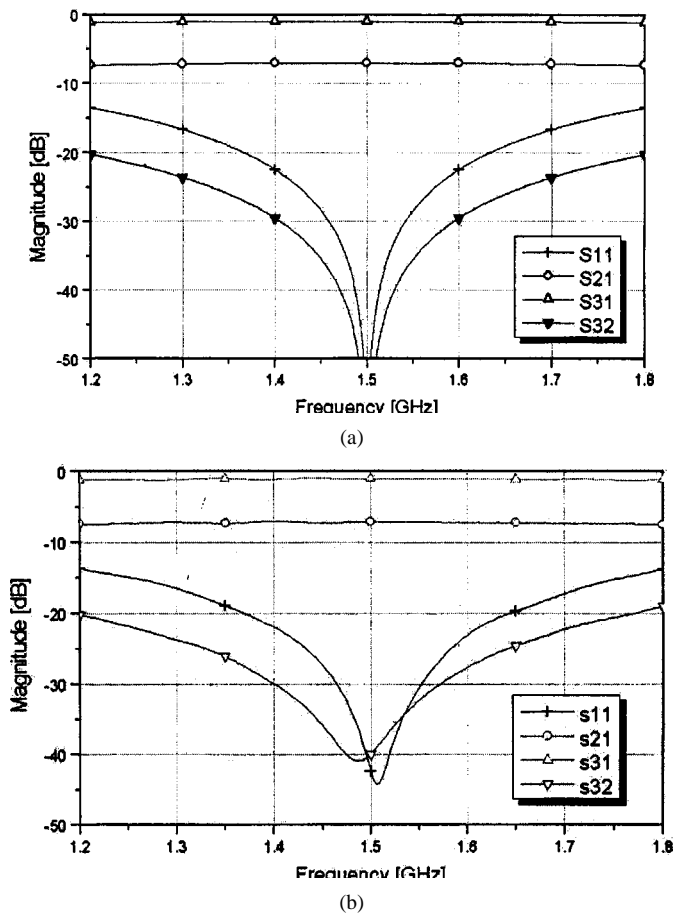 0
-10
-20
-30
-40
-50
Magnitude [dB]
S11
S21
S31
S32
1.2 1.3 1.4 1.5 1.6 1.7 1.8
Frequency [GHz]
(a)
0
-10
-20
-30
-40
-50
Magnitude [dB]
s11
s21
s31
s32
1.2 1.3 1.4 1.5 1.6 1.7 1.8
Frequency [GHz]
(b)